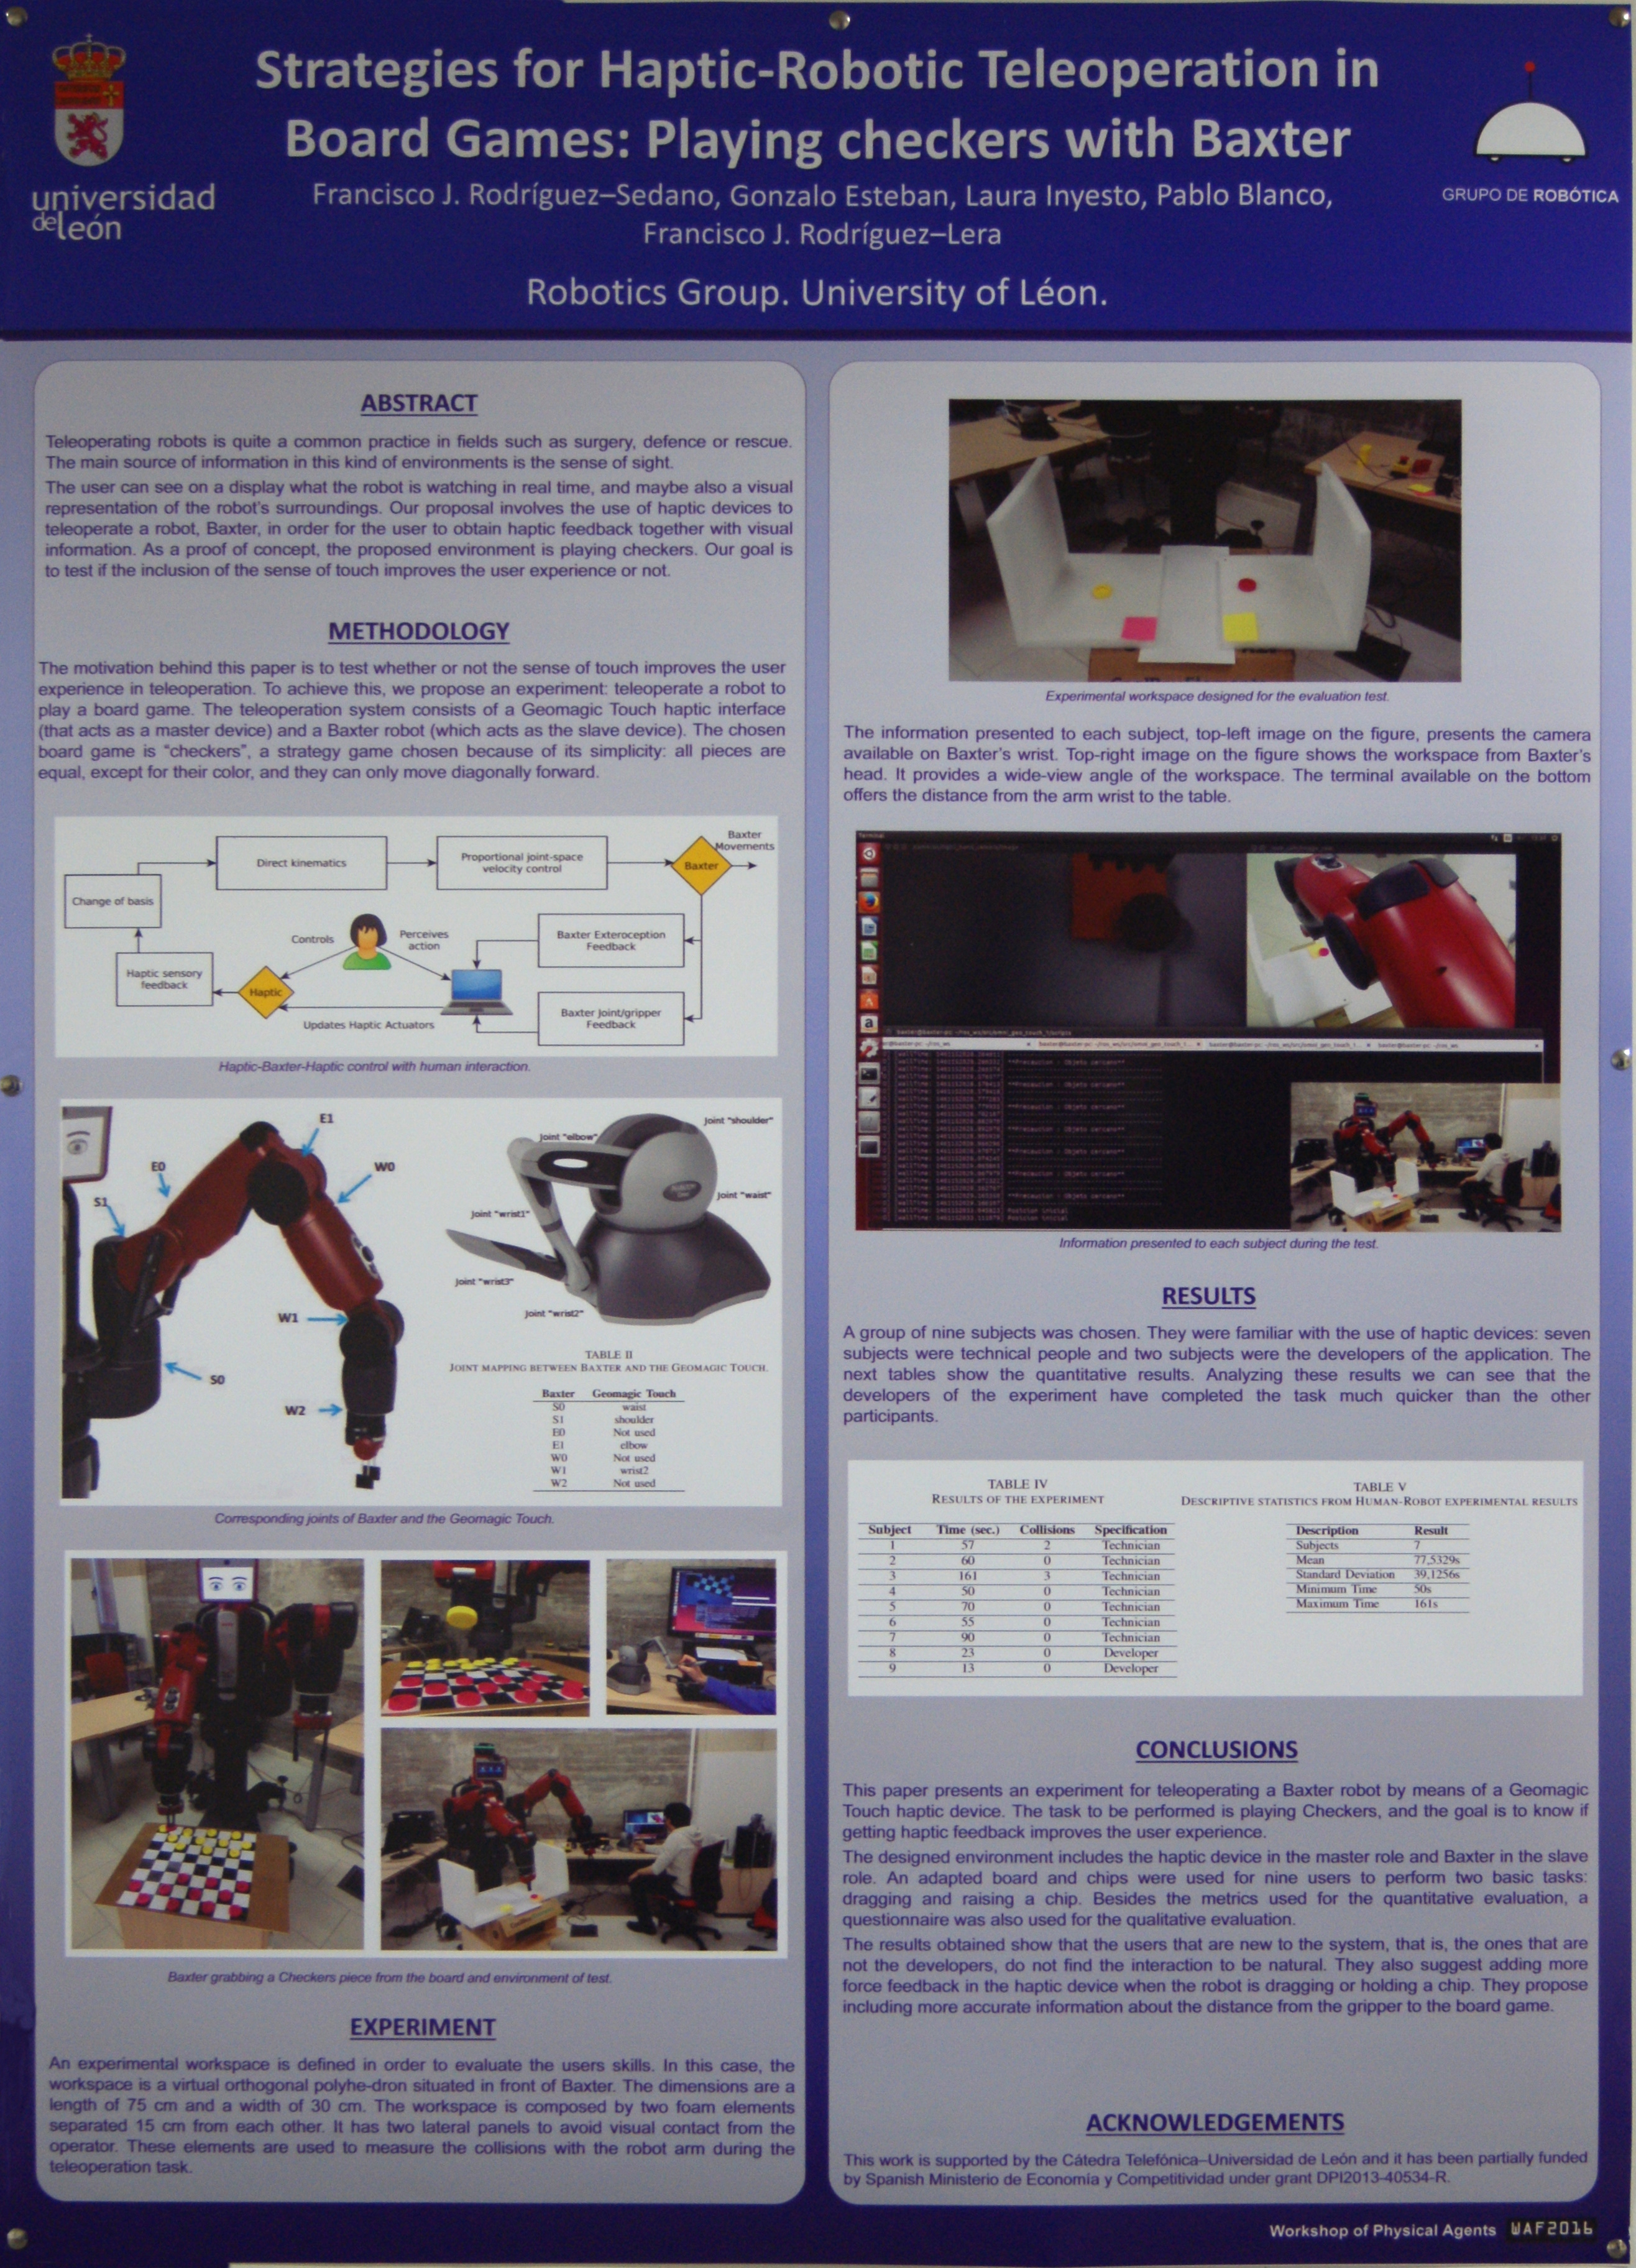 Strategies for Haptic-Robotic Teleoperation in
Board Games: Playing checkers with Baxter
Francisco J. Rodríguez–Sedano, Gonzalo Esteban, Laura Inyesto, Pablo Blanco,
Francisco J. Rodríguez–Lera
Robotics Group. University of Léon.
universidad
de león
GRUPO DE ROBÓTICA
ABSTRACT
Teleoperating robots is quite a common practice in fields such as surgery, defence or rescue.
The main source of information in this kind of environments is the sense of sight.
The user can see on a display what the robot is watching in real time, and maybe also a visual
representation of the robot's surroundings. Our proposal involves the use of haptic devices to
teleoperate a robot, Baxter, in order for the user to obtain haptic feedback together with visual
information. As a proof of concept, the proposed environment is playing checkers. Our goal is
to test if the inclusion of the sense of touch improves the user experience or not.
METHODOLOGY
The motivation behind this paper is to test whether or not the sense of touch improves the user
experience in teleoperation. To achieve this, we propose an experiment: teleoperate a robot to
play a board game. The teleoperation system consists of a Geomagic Touch haptic interface
(that acts as a master device) and a Baxter robot (which acts as the slave device). The chosen
board game is “checkers”, a strategy game chosen because of its simplicity: all pieces are
equal, except for their color, and they can only move diagonally forward.
Direct kinematics
Proportional joint-space
velocity control
Baxter
Baxter
Movements
Change of basis
Controls
Perceives
action
Baxter Exteroception
Feedback
Haptic sensory
feedback
Haptic
Updates Haptic Actuators
Baxter Joint/gripper
Feedback
Haptic-Baxter-Haptic control with human interaction.
E1
E0
W0
S1
W1
S0
W2
Joint "shoulder"
Joint "elbow"
Joint "waist"
Joint "wrist1"
Joint "wrist3"
Joint "wrist2"
TABLE II
JOINT MAPPING BETWEEN BAXTER AND THE GEOMAGIC TOUCH.
Baxter Geomagic Touch
S0 waist
S1 shoulder
E0 Not used
E1 elbow
W0 Not used
W1 wrist2
W2 Not used
Corresponding joints of Baxter and the Geomagic Touch.
Baxter grabbing a Checkers piece from the board and environment of test.
EXPERIMENT
An experimental workspace is defined in order to evaluate the users skills. In this case, the
workspace is a virtual orthogonal polyhe-dron situated in front of Baxter. The dimensions are a
length of 75 cm and a width of 30 cm. The workspace is composed by two foam elements
separated 15 cm from each other. It has two lateral panels to avoid visual contact from the
operator. These elements are used to measure the collisions with the robot arm during the
teleoperation task.
Experimental workspace designed for the evaluation test.
The information presented to each subject, top-left image on the figure, presents the camera
available on Baxter's wrist. Top-right image on the figure shows the workspace from Baxter's
head. It provides a wide-view angle of the workspace. The terminal available on the bottom
offers the distance from the arm wrist to the table.
Terminal
Information presented to each subject during the test.
RESULTS
A group of nine subjects was chosen. They were familiar with the use of haptic devices: seven
subjects were technical people and two subjects were the developers of the application. The
next tables show the quantitative results. Analyzing these results we can see that the
developers of the experiment have completed the task much quicker than the other
participants.
TABLE IV
RESULTS OF THE EXPERIMENT
Subject Time (sec.) Collisions Specification
1 57 2 Technician
2 60 0 Technician
3 161 3 Technician
4 50 0 Technician
5 70 0 Technician
6 55 0 Technician
7 90 0 Technician
8 23 0 Developer
9 13 0 Developer
TABLE V
DESCRIPTIVE STATISTICS FROM HUMAN-ROBOT EXPERIMENTAL RESULTS
Description Result
Subjects 7
Mean 77,5329s
Standard Deviation 39,1256s
Minimum Time 50s
Maximum Time 161s
CONCLUSIONS
This paper presents an experiment for teleoperating a Baxter robot by means of a Geomagic
Touch haptic device. The task to be performed is playing Checkers, and the goal is to know if
getting haptic feedback improves the user experience.
The designed environment includes the haptic device in the master role and Baxter in the slave
role. An adapted board and chips were used for nine users to perform two basic tasks:
dragging and raising a chip. Besides the metrics used for the quantitative evaluation, a
questionnaire was also used for the qualitative evaluation.
The results obtained show that the users that are new to the system, that is, the ones that are
not the developers, do not find the interaction to be natural. They also suggest adding more
force feedback in the haptic device when the robot is dragging or holding a chip. They propose
including more accurate information about the distance from the gripper to the board game.
ACKNOWLEDGEMENTS
This work is supported by the Cátedra Telefónica–Universidad de León and it has been partially funded
by Spanish Ministerio de Economía y Competitividad under grant DPI2013-40534-R.
Workshop of Physical Agents WAF2016